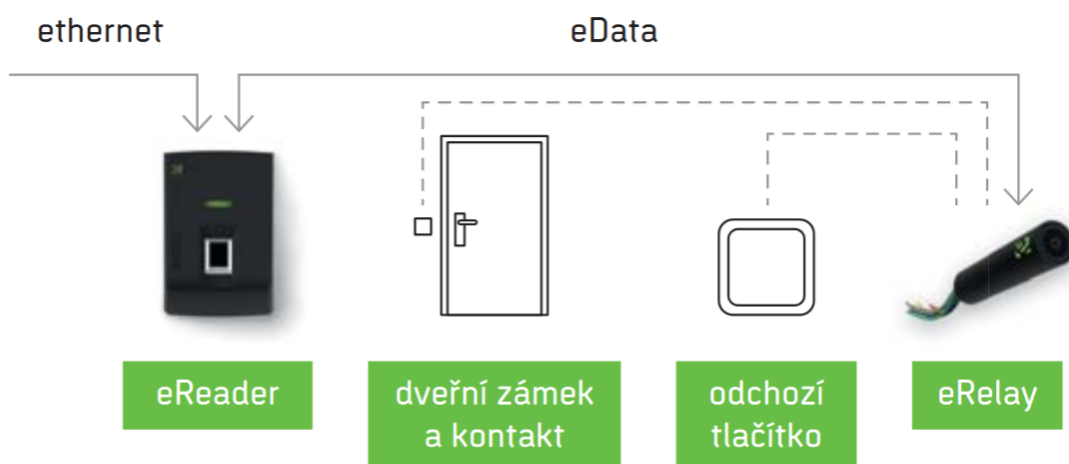 ethernet
eData
eReader
dveřní zámek
a kontakt
odchozí
tlačítko
eRelay